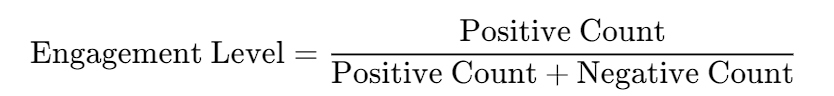 Engagement Level = Positive Count / Positive Count + Negative Count